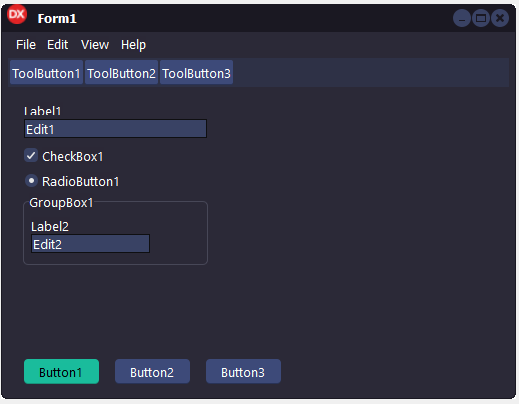 DX Form1
File Edit View Help
ToolButton1 ToolButton2 ToolButton3
Label1
Edit1
CheckBox1
RadioButton1
GroupBox1
Label2
Edit2
Button1 Button2 Button3